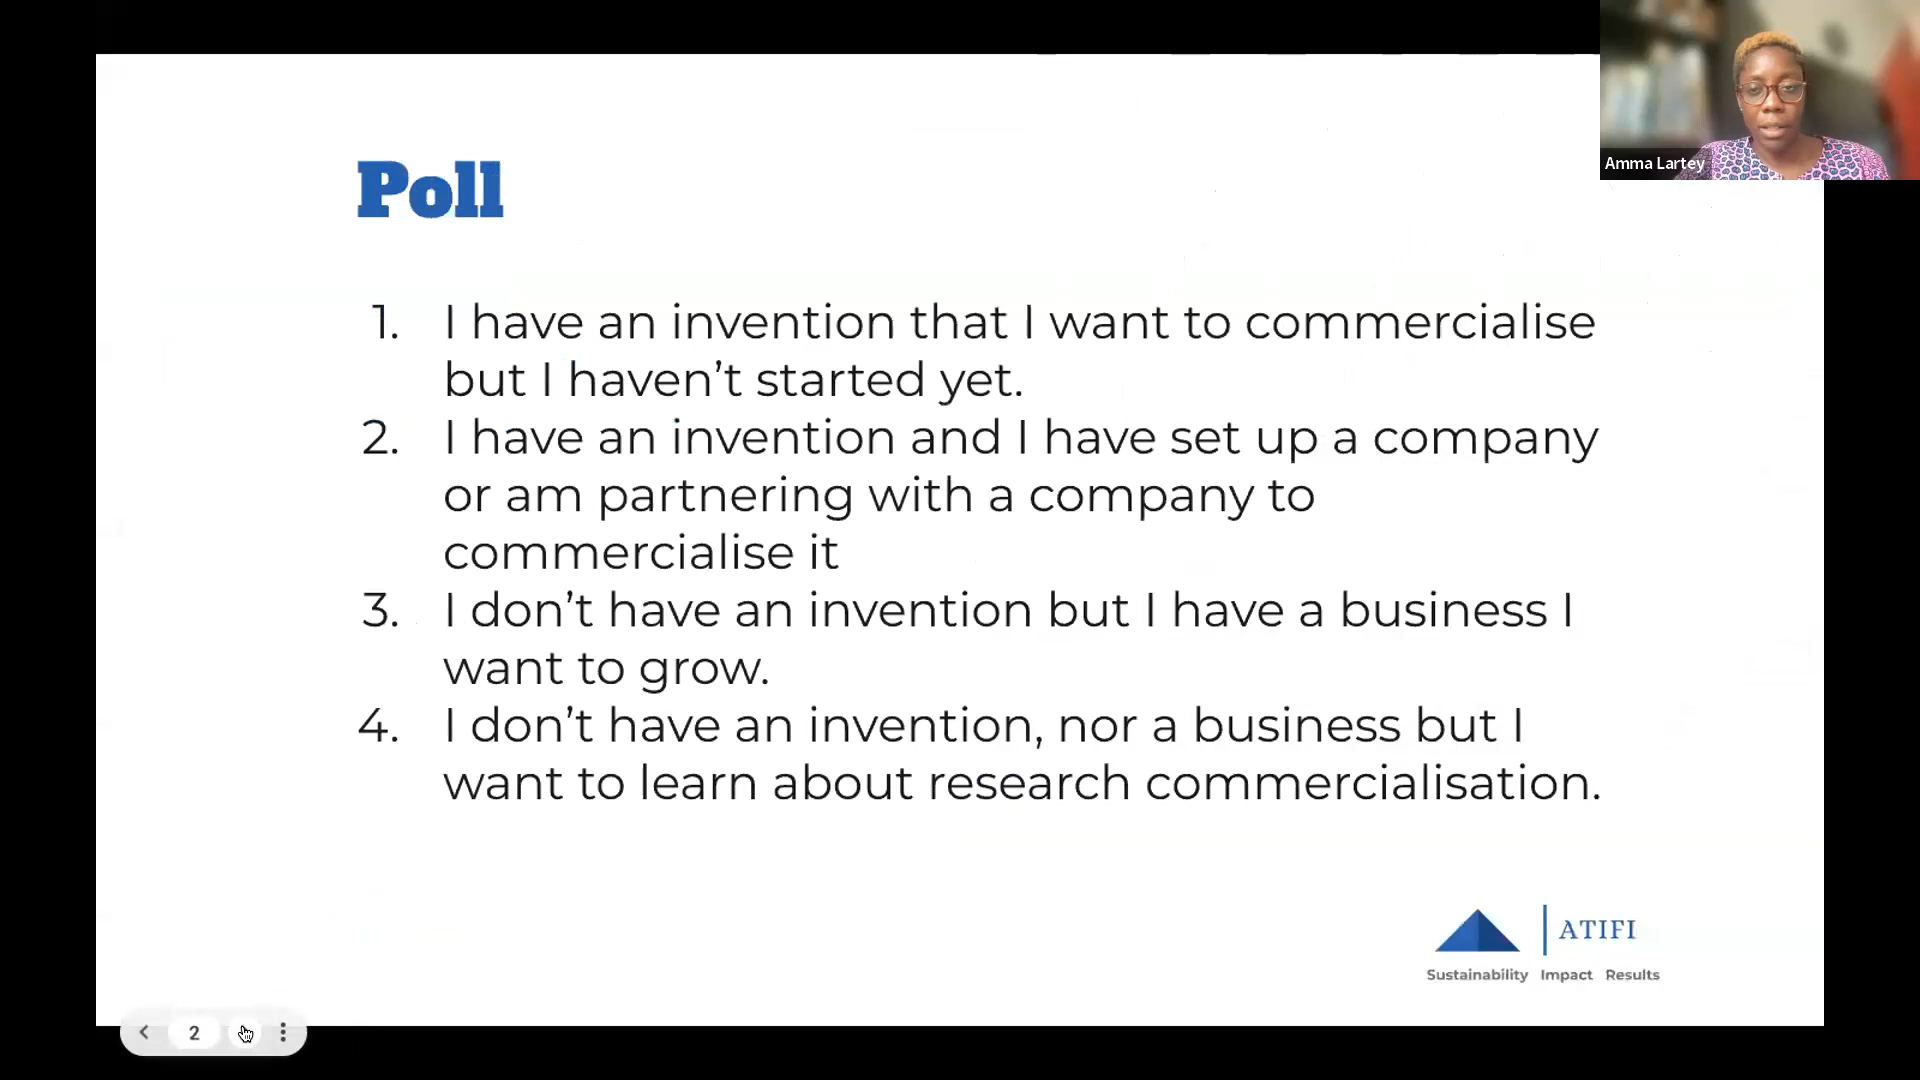 Amma Lartey
Poll
1. I have an invention that I want to commercialise
but I haven’t started yet.
2. I have an invention and I have set up a company
or am partnering with a company to
commercialise it
3. I don’t have an invention but I have a business I
want to grow.
4. I don’t have an invention, nor a business but I
want to learn about research commercialisation.
ATIFI
Sustainability Impact Results
2